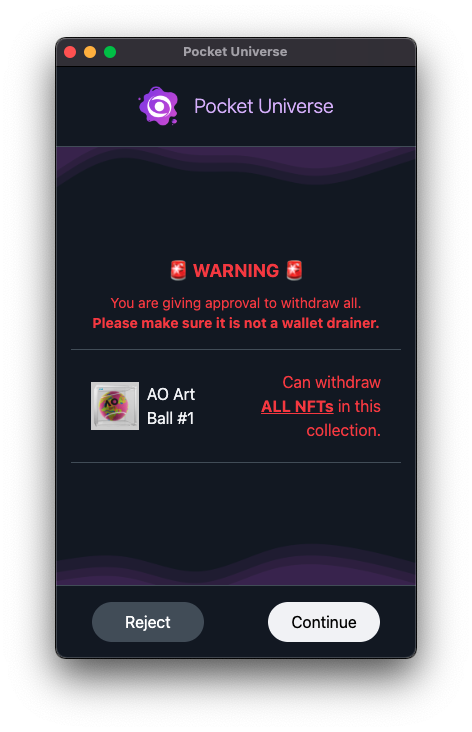 Pocket Universe
Pocket Universe
🚨 WARNING 🚨
You are giving approval to withdraw all.
Please make sure it is not a wallet drainer.
AO Art
Ball #1
Can withdraw
ALL NFTs in this
collection.
AO
Reject
Continue